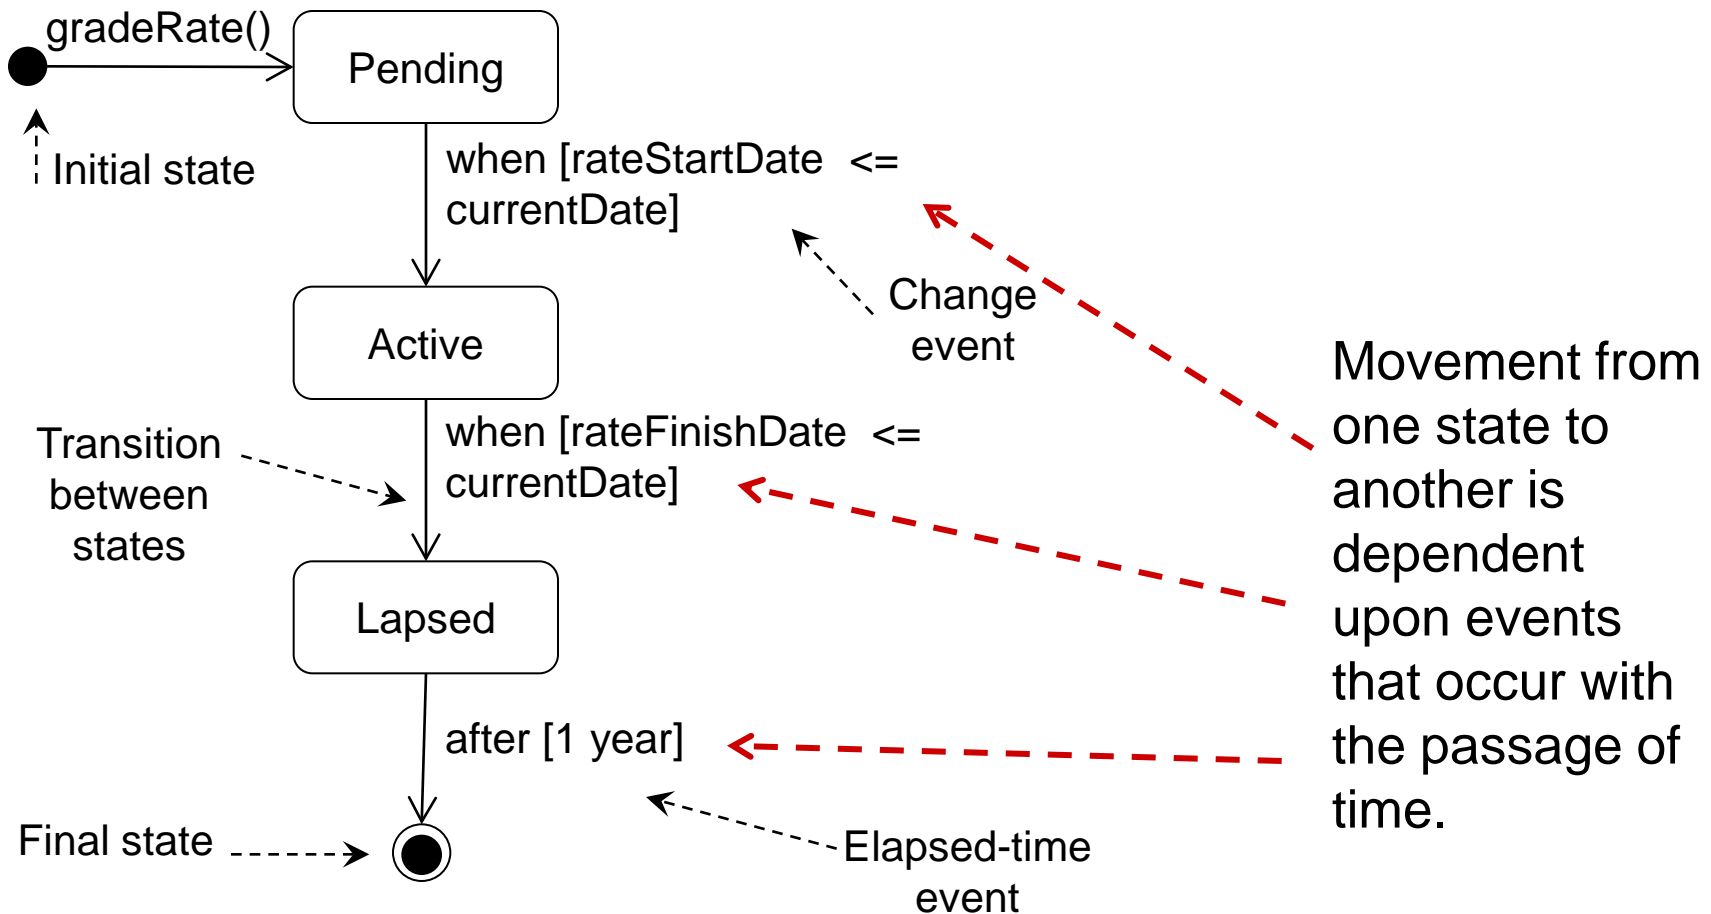 gradeRate()
Pending
Initial state
when [rateStartDate <=
currentDate]
Change
event
Active
Transition
between
states
when [rateFinishDate <=
currentDate]
Lapsed
after [1 year]
Final state
Elapsed-time
event
Movement from
one state to
another is
dependent
upon events
that occur with
the passage of
time.